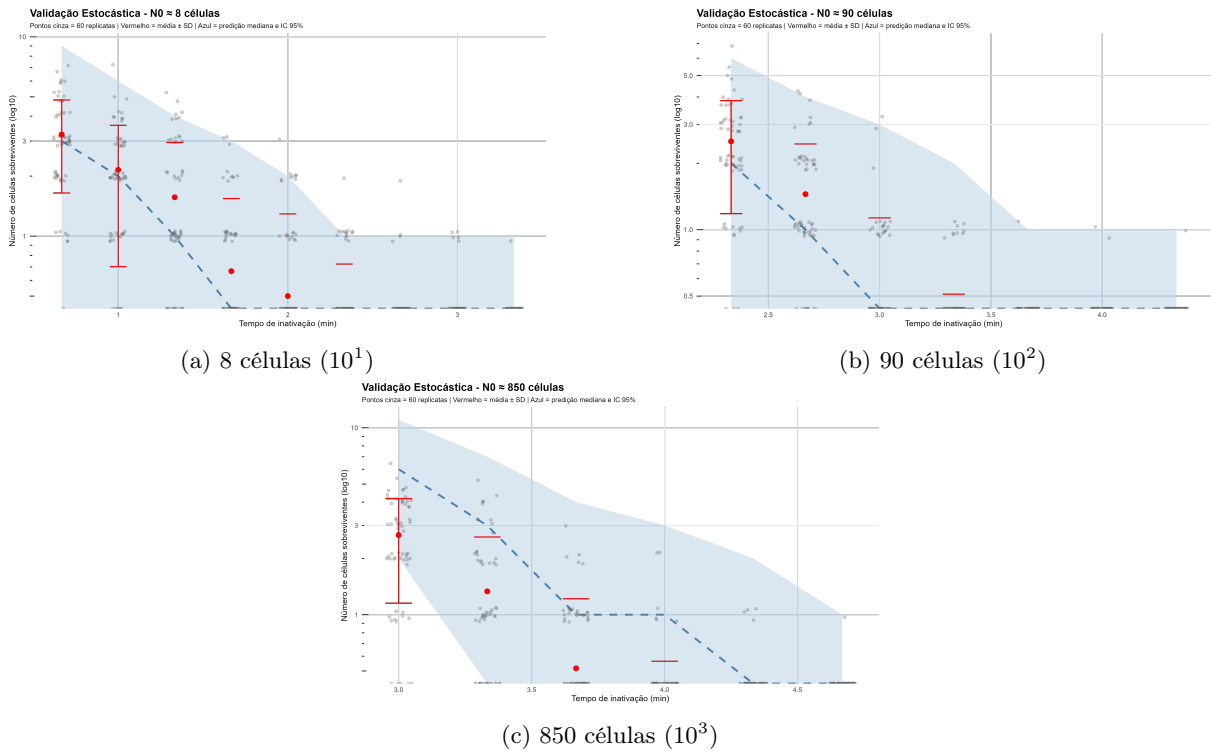 Validação Estocástica - N0 ≈ 8 células
Pontos cinza = 60 replicatas | Vermelho = média ± SD | Azul = predição mediana e IC 95%
Número de células sobreviventes (log10)
10
3
1
1
2
3
Tempo de inativação (min)
(a) 8 células (10¹)
Validação Estocástica - N0 ≈ 90 células
Pontos cinza = 60 replicatas | Vermelho = média ± SD | Azul = predição mediana e IC 95%
Número de células sobreviventes (log10)
5.0
3.0
1.0
0.5
2.5
3.0
3.5
4.0
Tempo de inativação (min)
(b) 90 células (10²)
Validação Estocástica - N0 ≈ 850 células
Pontos cinza = 60 replicatas | Vermelho = média ± SD | Azul = predição mediana e IC 95%
Número de células sobreviventes (log10)
10
3
1
3.0
3.5
4.0
4.5
Tempo de inativação (min)
(c) 850 células (10³)